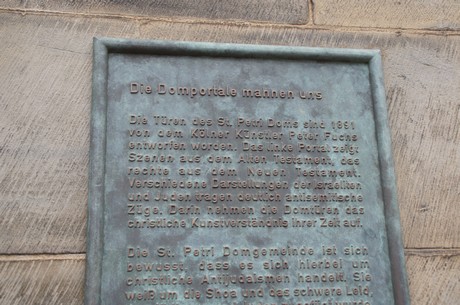 Die Domportale mahnen uns
Die Türen des St. Petri Doms sind 1891
von dem Kölner Künstler Peter Fuchs
entworfen worden. Das linke Portal zeigt
Szenen aus dem Alten Testament, das
rechte aus dem Neuen Testament.
Verschiedene Darstellungen der Israeliten
und Juden tragen deutlich antisemitische
Züge. Darin nehmen die Domtüren das
christliche Kunstverständnis ihrer Zeit auf.
Die St. Petri Domgemeinde ist sich
bewusst, dass es sich hierbei um
christlichen Antijudaismus handelt. Sie
weiß um die Shoa und das schwere Leid